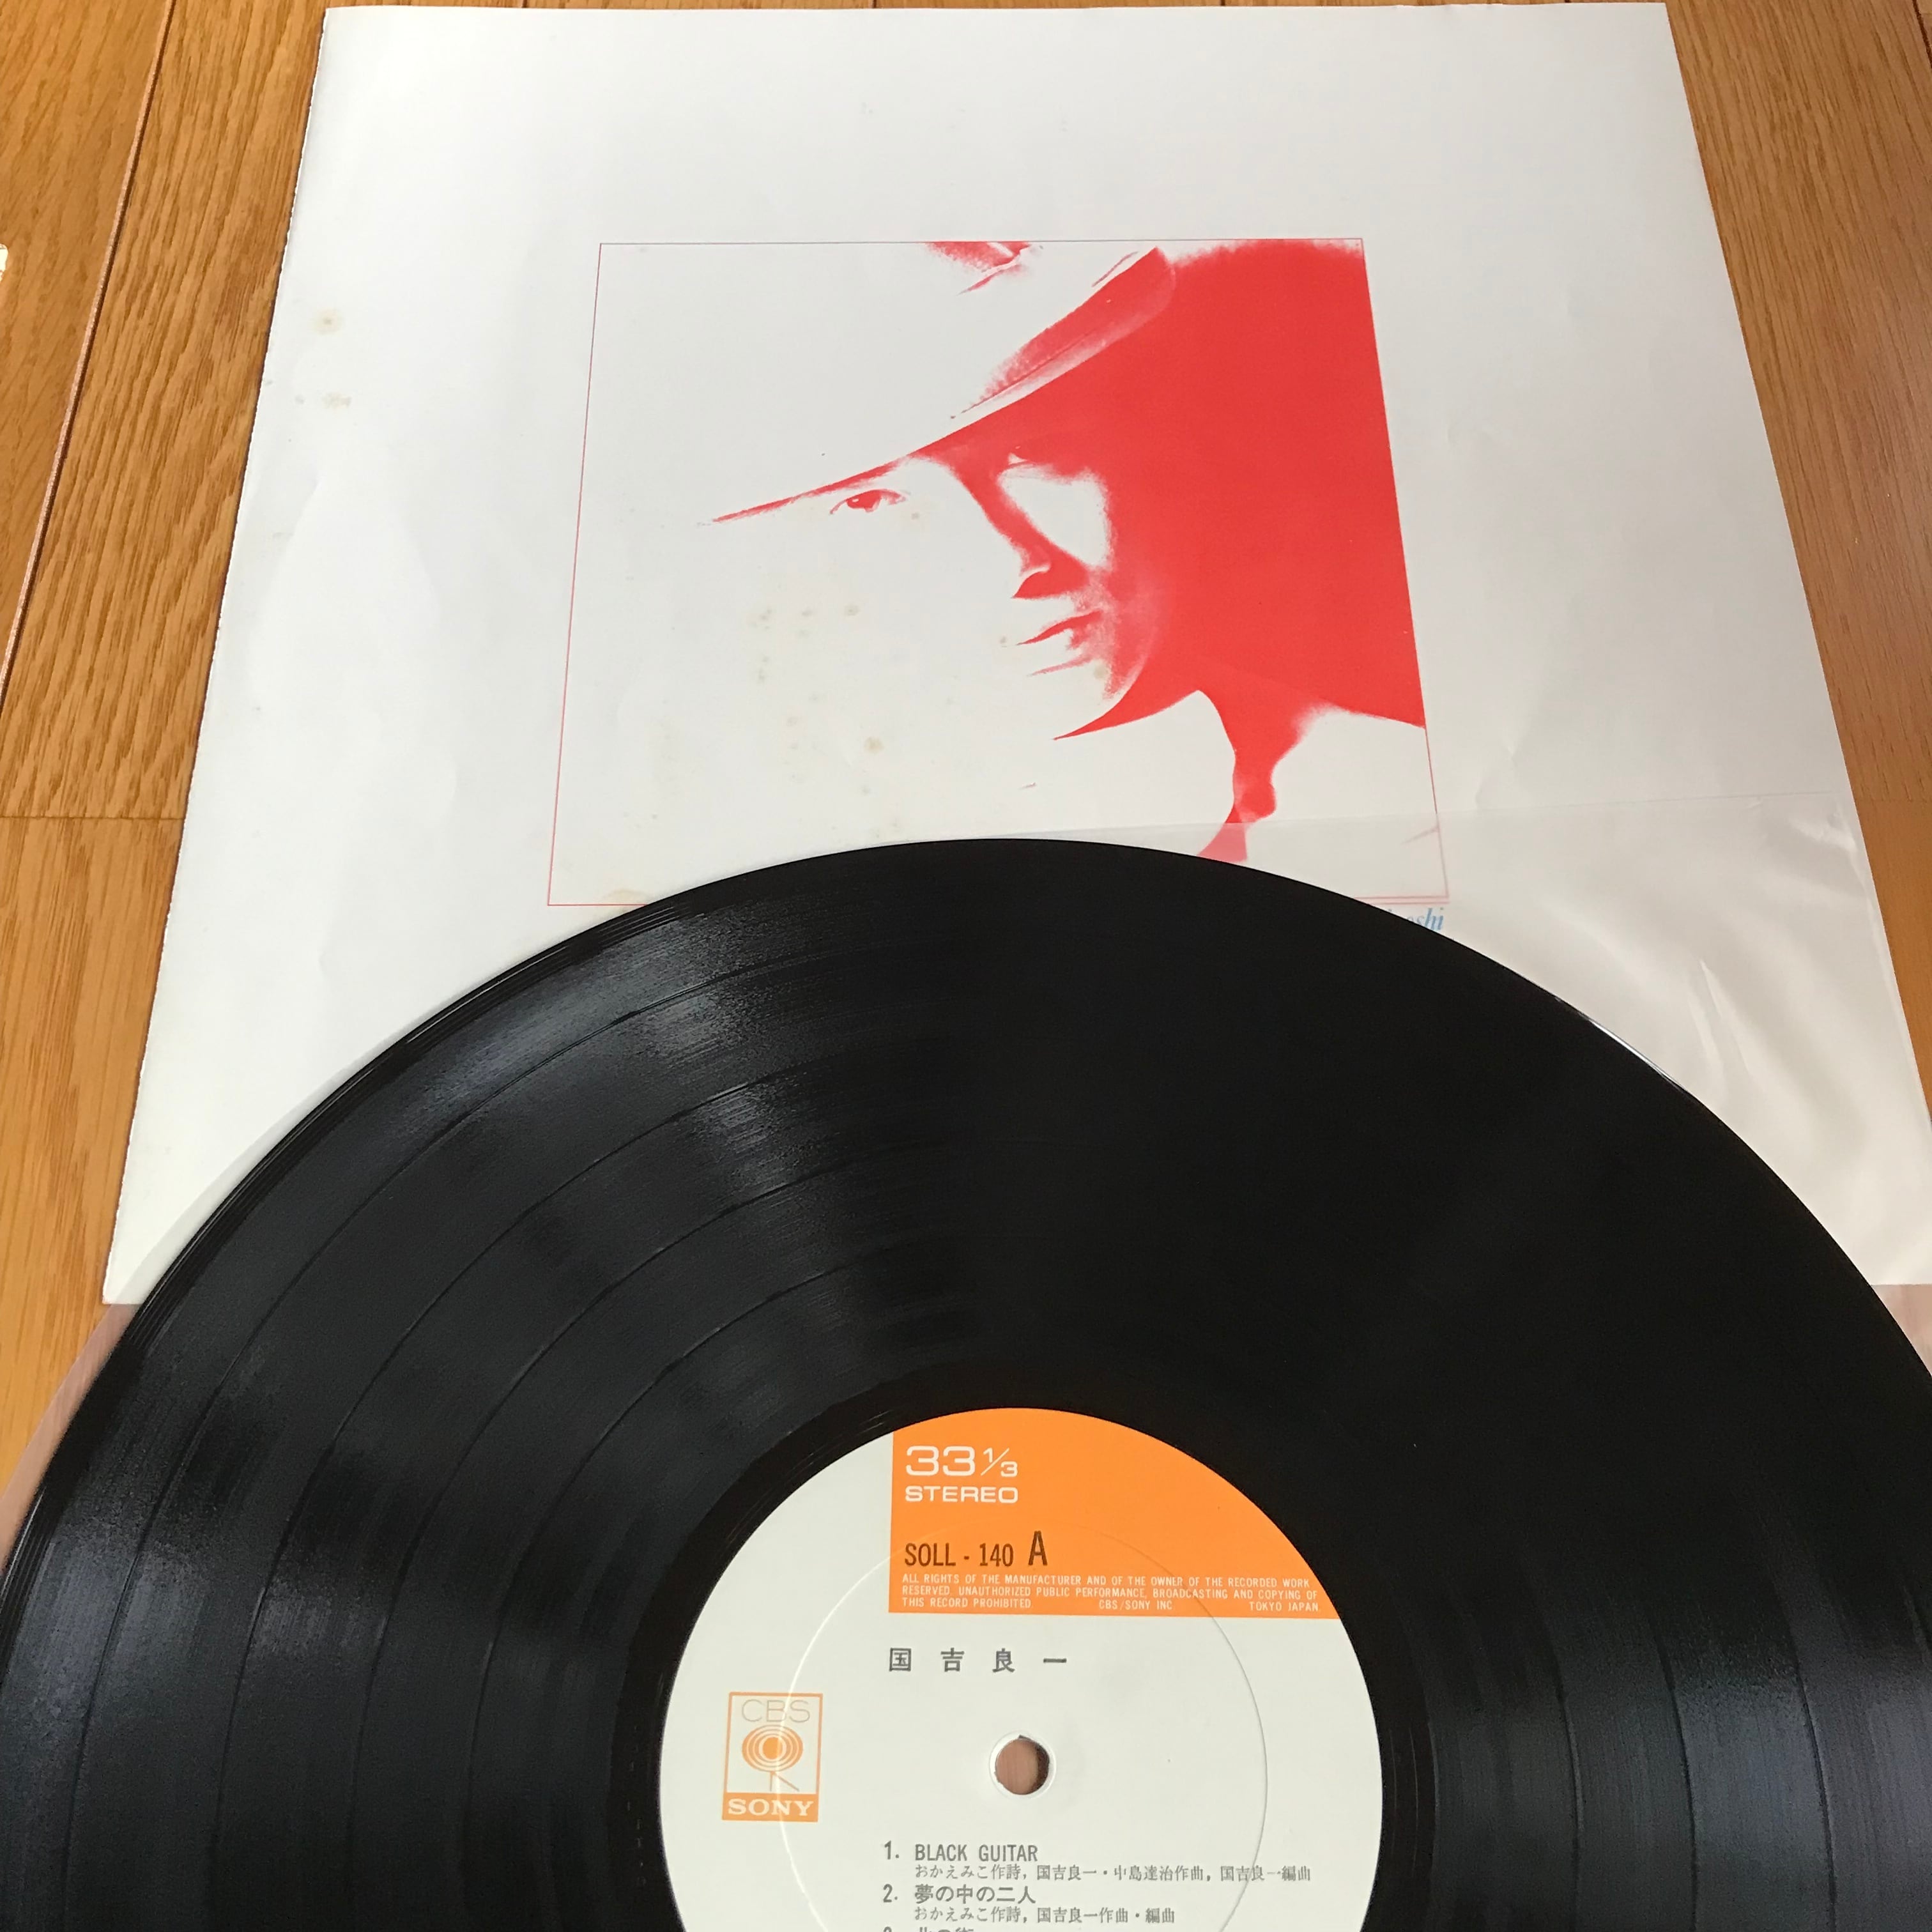 33 1/3
STEREO
SOLL - 140 A
ALL RIGHTS OF THE MANUFACTURER AND OF THE OWNER OF THE RECORDED WORK
RESERVED UNAUTHORIZED PUBLIC PERFORMANCE, BROADCASTING AND COPYING OF
THIS RECORD PROHIBITED CBS/SONY INC TOKYO JAPAN.
国吉良一
CBS
SONY
1. BLACK GUITAR
おかえみこ作詩, 国吉良一・中島達治作曲, 国吉良一編曲
2. 夢の中の二人
おかえみこ作詩, 国吉良一作曲・編曲